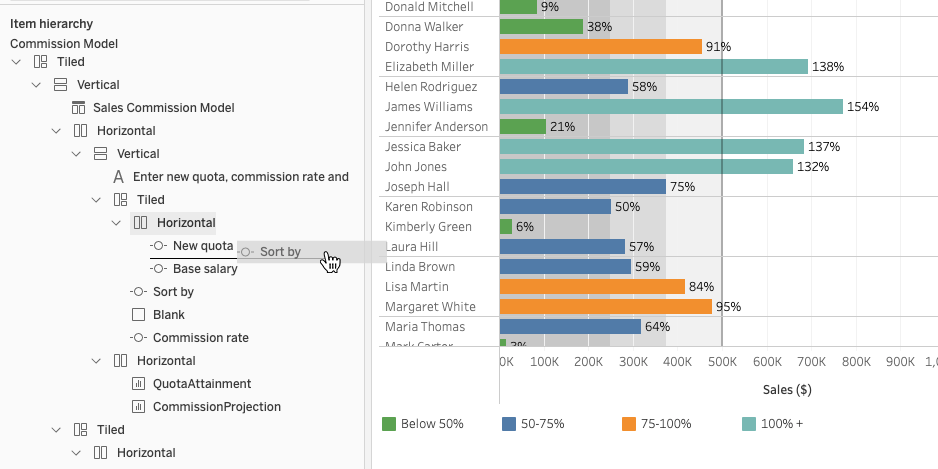 Item hierarchy
Commission Model
Tiled
Vertical
Sales Commission Model
Horizontal
Vertical
A Enter new quota, commission rate and
Tiled
Horizontal
New quota
Sort by
Base salary
Sort by
Blank
Commission rate
Horizontal
QuotaAttainment
CommissionProjection
Tiled
Horizontal
Donald Mitchell 9%
Donna Walker 38%
Dorothy Harris 91%
Elizabeth Miller 138%
Helen Rodriguez 58%
James Williams 154%
Jennifer Anderson 21%
Jessica Baker 137%
John Jones 132%
Joseph Hall 75%
Karen Robinson 50%
Kimberly Green 6%
Laura Hill 57%
Linda Brown 59%
Lisa Martin 84%
Margaret White 95%
Maria Thomas 64%
Mark Carter 3%
0K 100K 200K 300K 400K 500K 600K 700K 800K 900K 1,0
Sales ($)
Below 50% 50-75% 75-100% 100% +